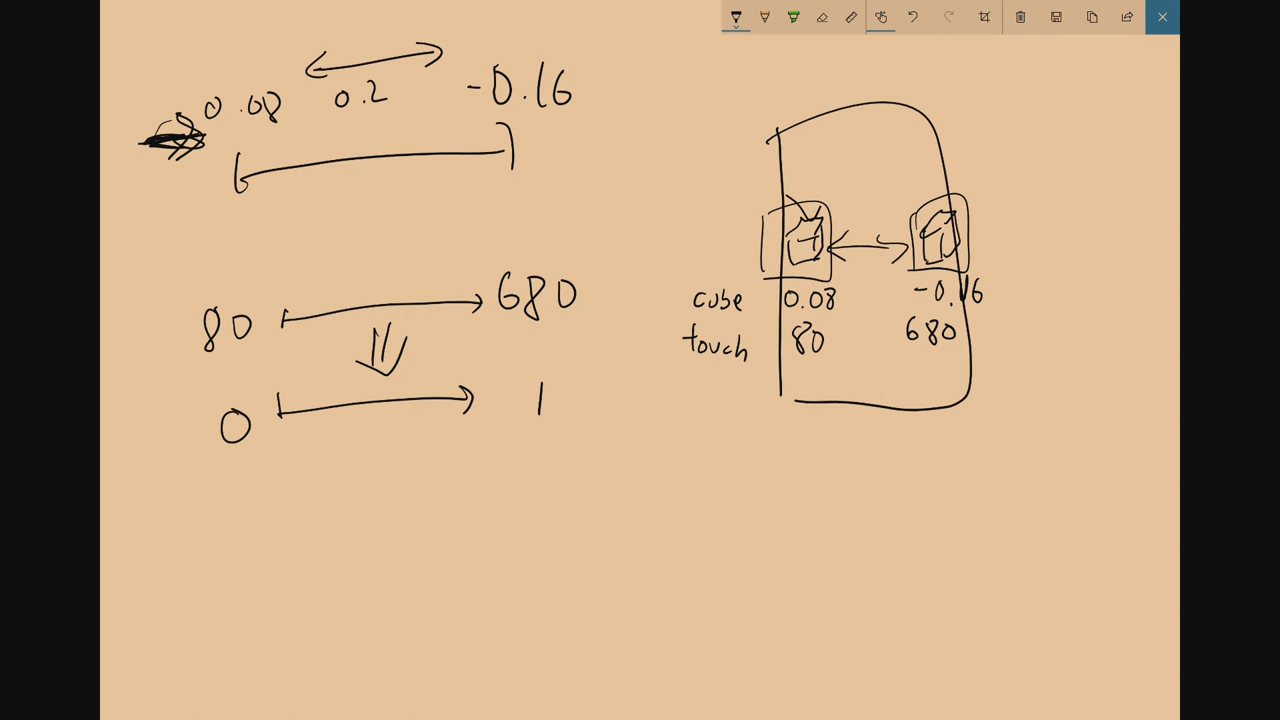 0.08 0.2 -0.16
80 680
0 1
cube 0.08 -0.16
touch 80 680